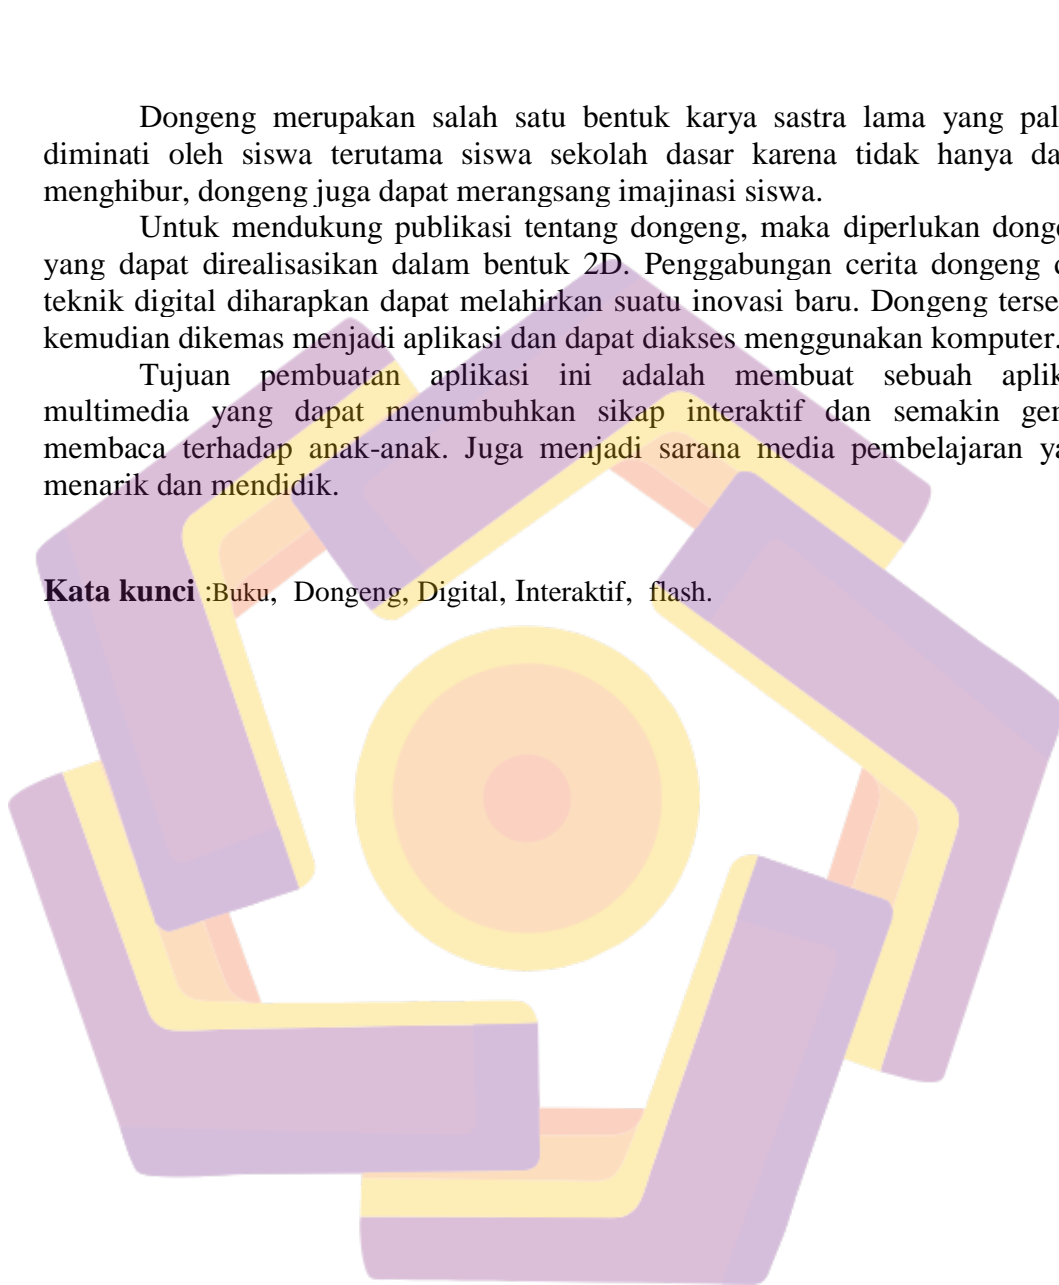 Dongeng merupakan salah satu bentuk karya sastra lama yang pal
diminati oleh siswa terutama siswa sekolah dasar karena tidak hanya da
menghibur, dongeng juga dapat merangsang imajinasi siswa.
Untuk mendukung publikasi tentang dongeng, maka diperlukan donge
yang dapat direalisasikan dalam bentuk 2D. Penggabungan cerita dongeng d
teknik digital diharapkan dapat melahirkan suatu inovasi baru. Dongeng terse
kemudian dikemas menjadi aplikasi dan dapat diakses menggunakan komputer.
Tujuan pembuatan aplikasi ini adalah membuat sebuah aplik
multimedia yang dapat menumbuhkan sikap interaktif dan semakin gem
membaca terhadap anak-anak. Juga menjadi sarana media pembelajaran ya
menarik dan mendidik.
Kata kunci :Buku, Dongeng, Digital, Interaktif, flash.